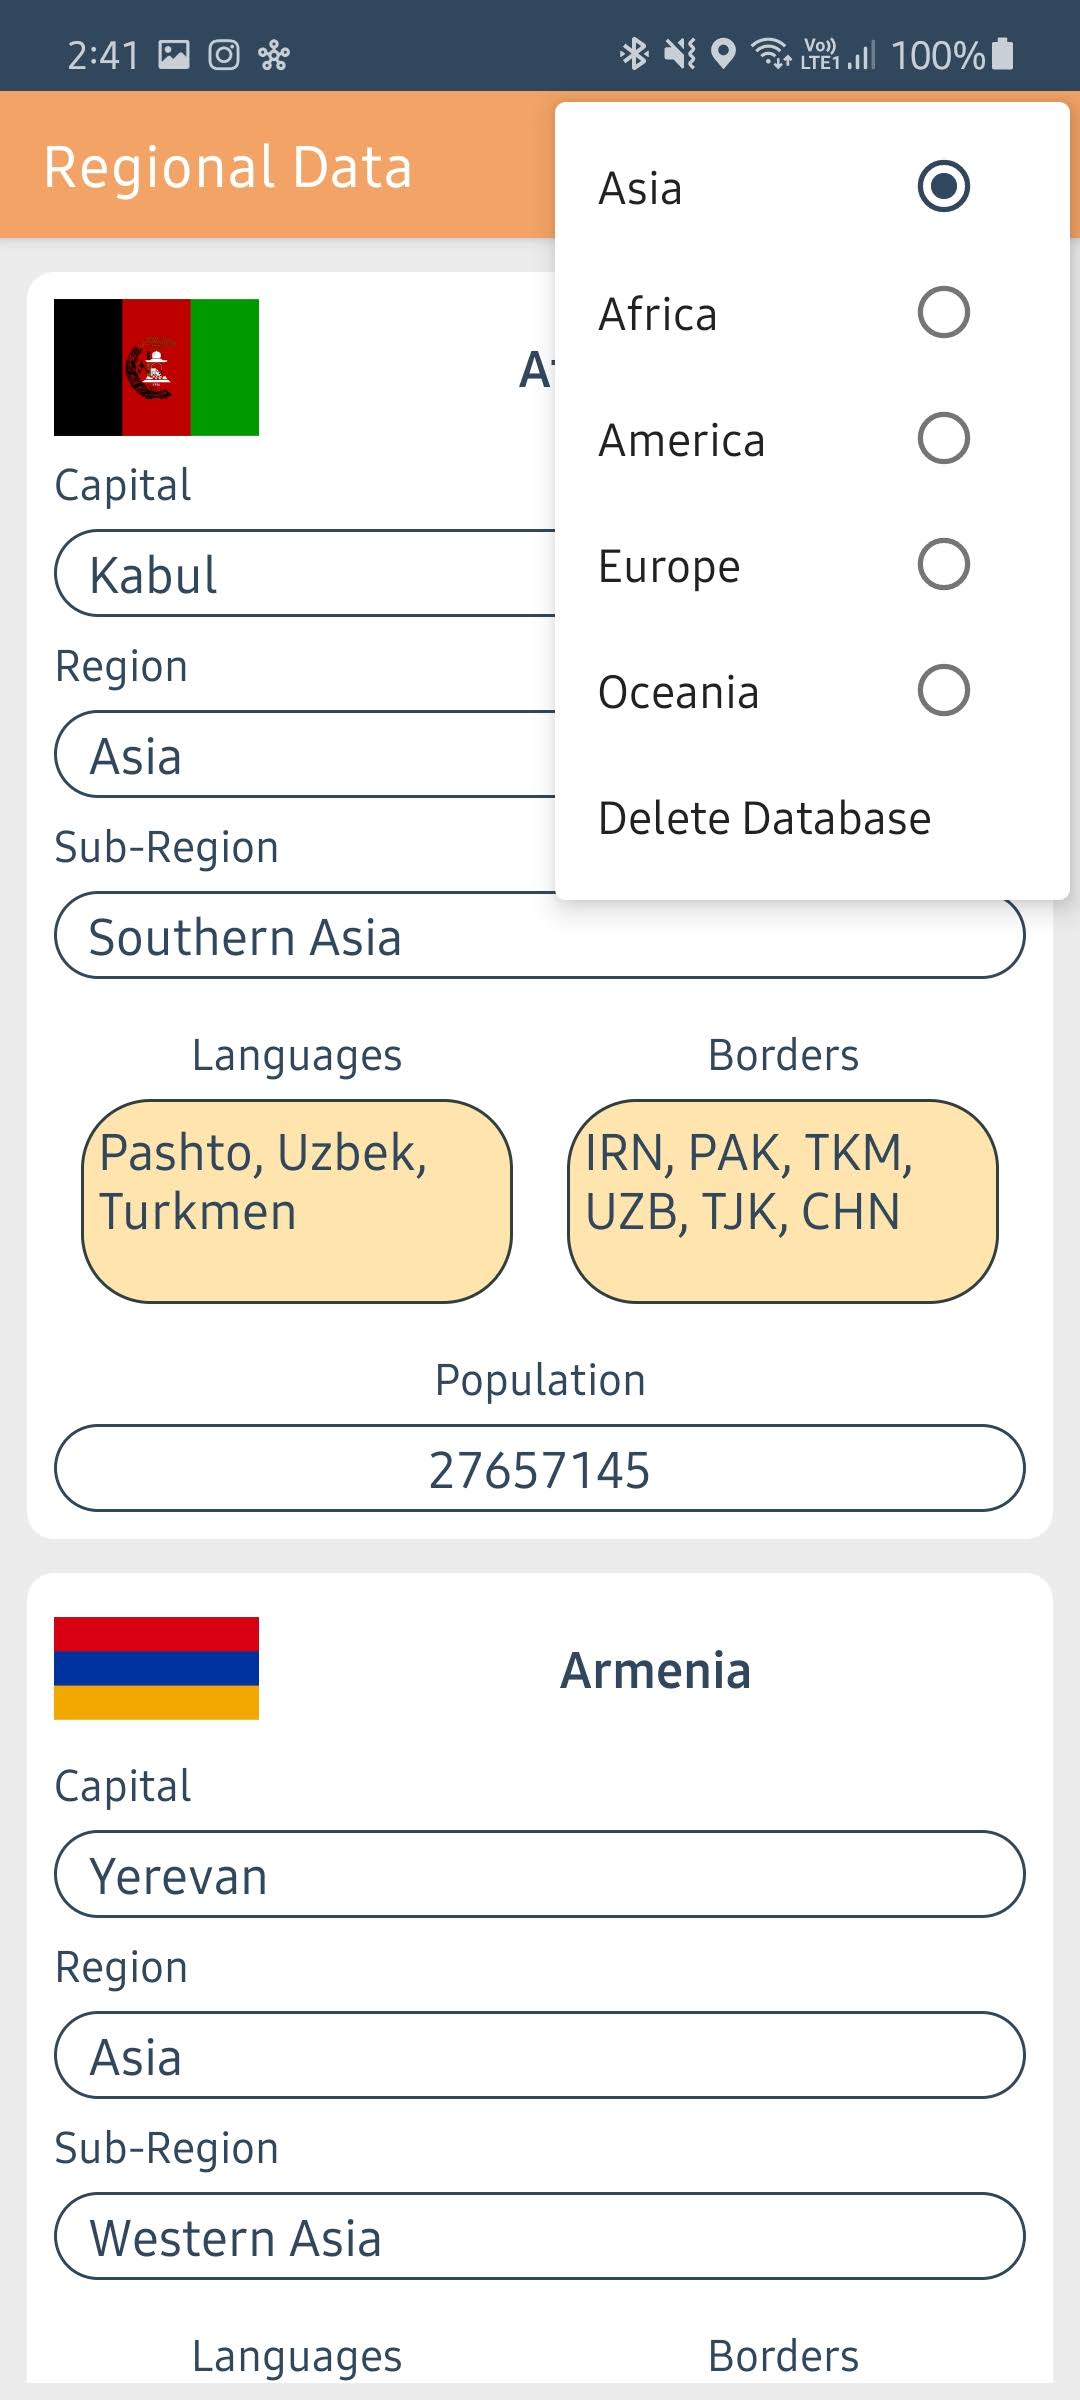 2:41 Vo)) LTE1 100%
Regional Data
Asia
Africa
America
Europe
Oceania
Delete Database
Capital
Kabul
Region
Asia
Sub-Region
Southern Asia
Languages Borders
Pashto, Uzbek, IRN, PAK, TKM,
Turkmen UZB, TJK, CHN
Population
27657145
Armenia
Capital
Yerevan
Region
Asia
Sub-Region
Western Asia
Languages Borders